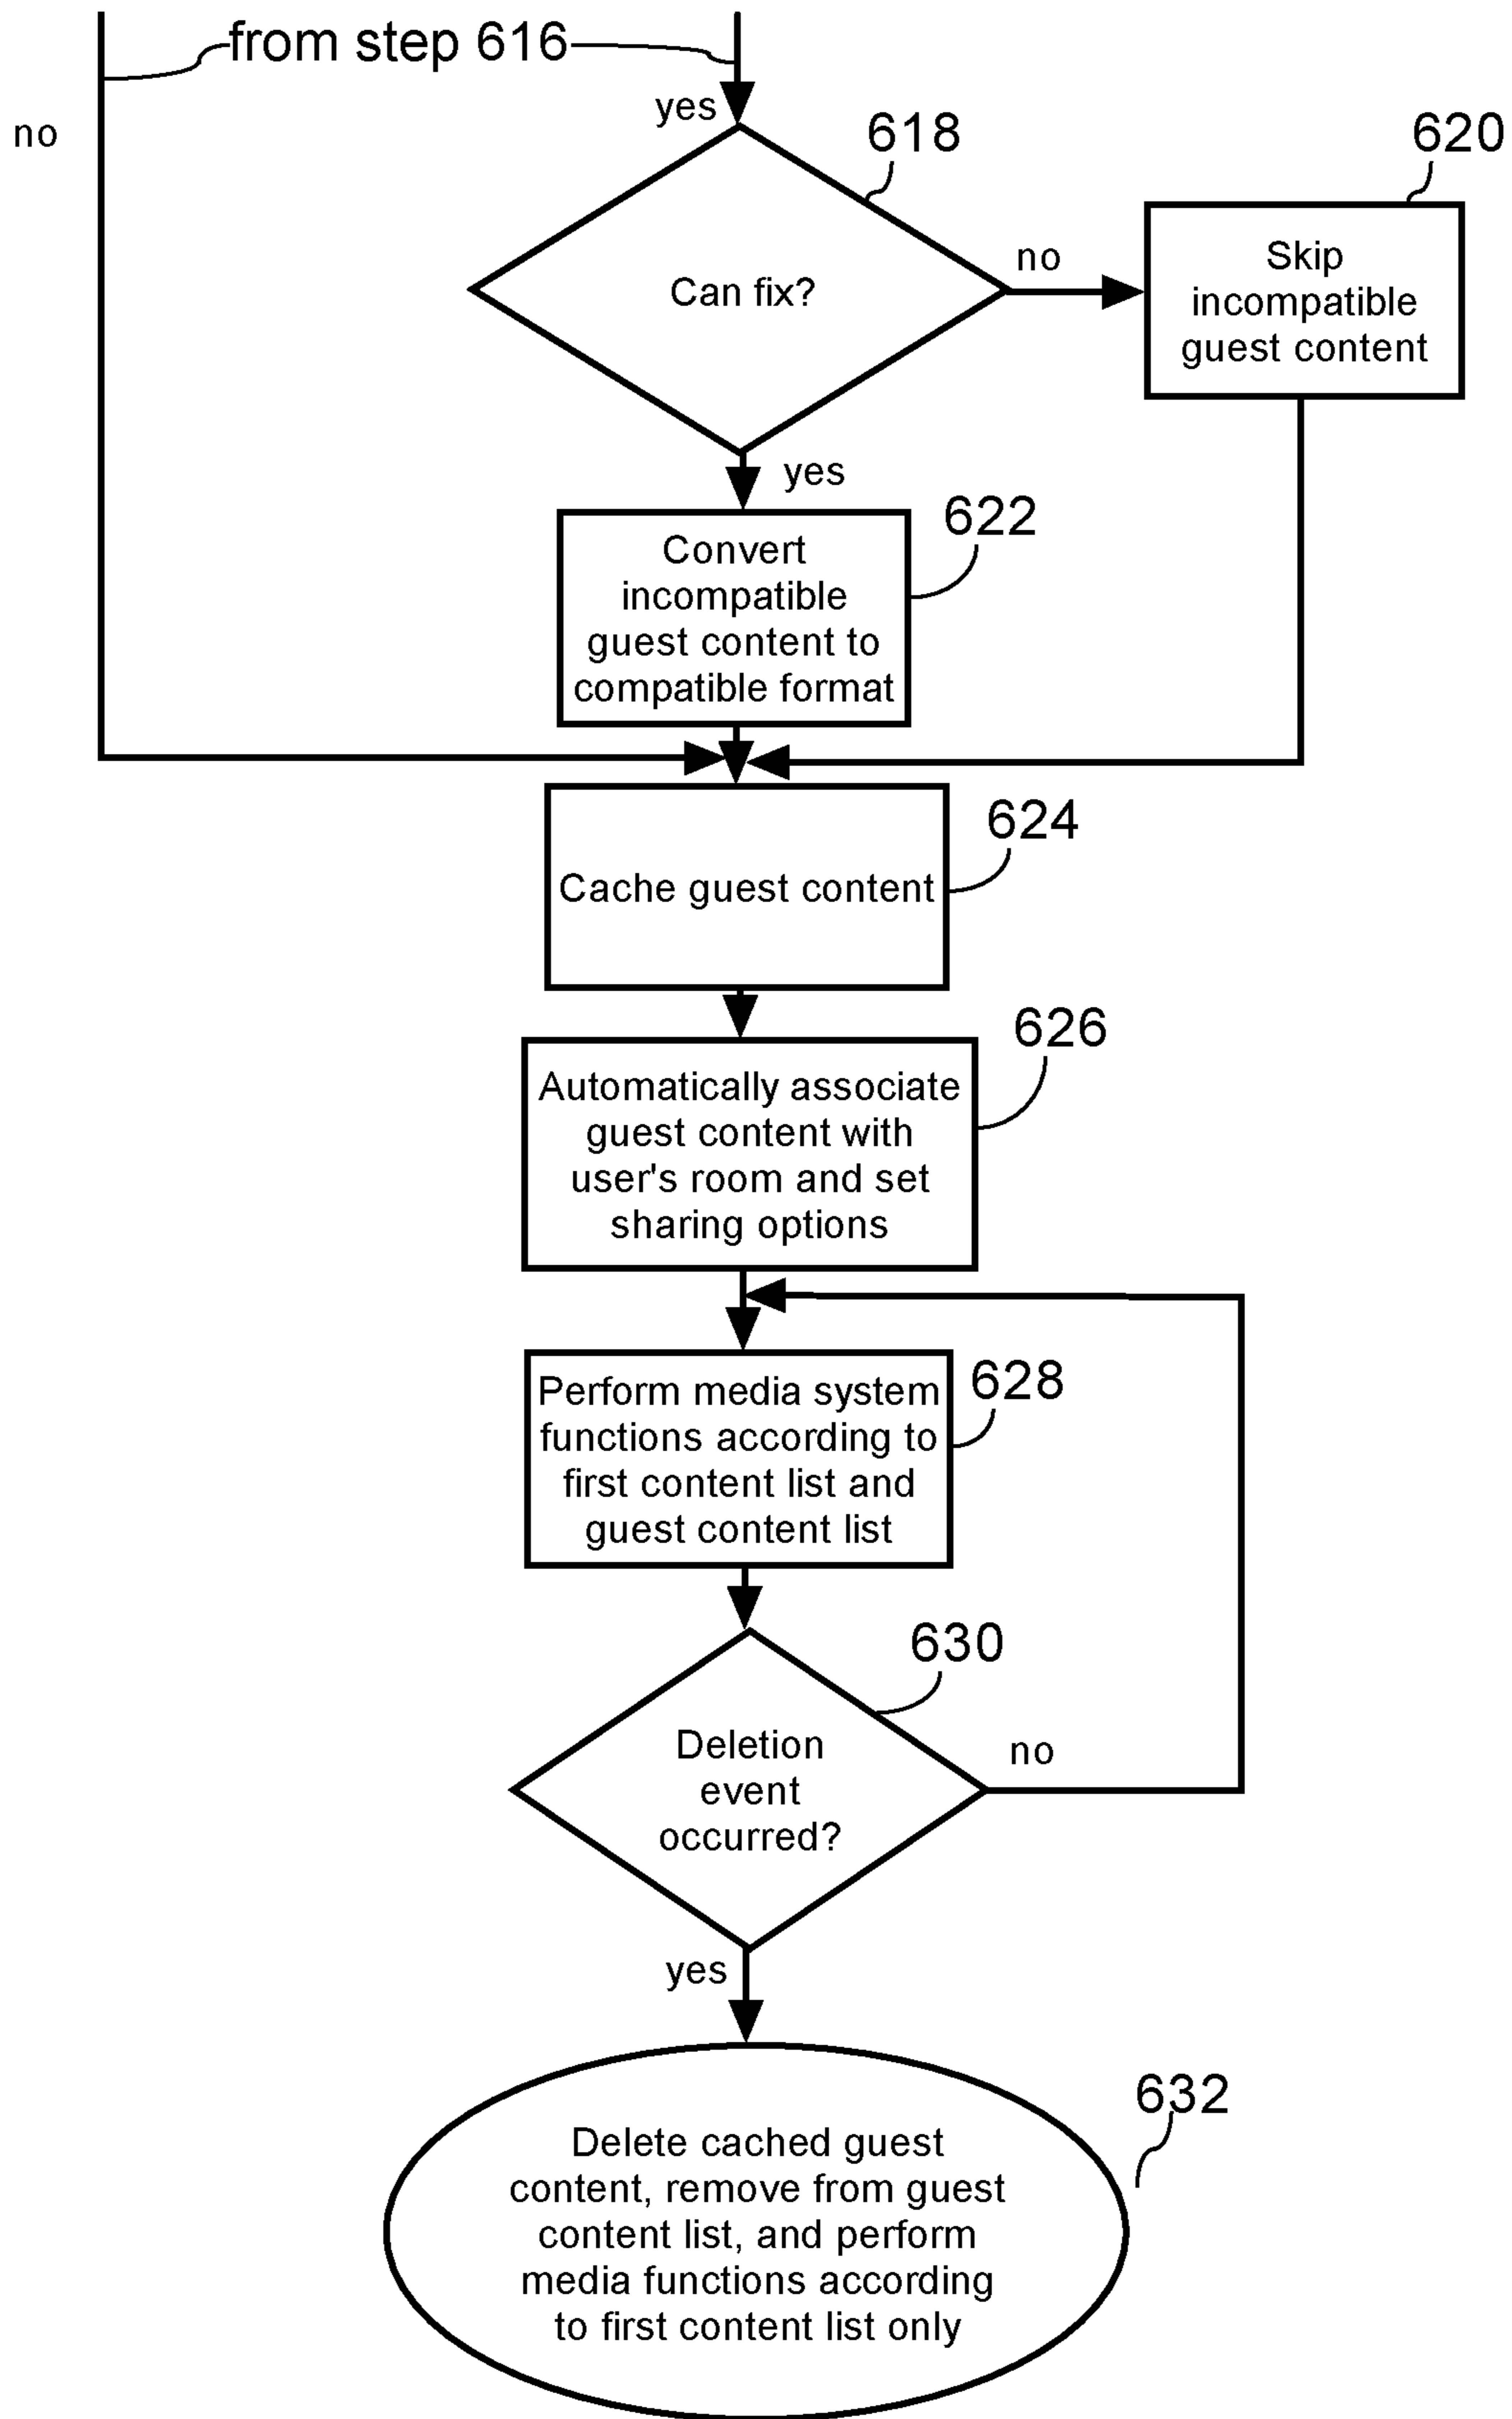 from step 616
yes
no
618
620
Can fix?
no
Skip
incompatible
guest content
yes
622
Convert
incompatible
guest content to
compatible format
624
Cache guest content
626
Automatically associate
guest content with
user's room and set
sharing options
628
Perform media system
functions according to
first content list and
guest content list
630
Deletion
event
occurred?
no
yes
632
Delete cached guest
content, remove from guest
content list, and perform
media functions according
to first content list only